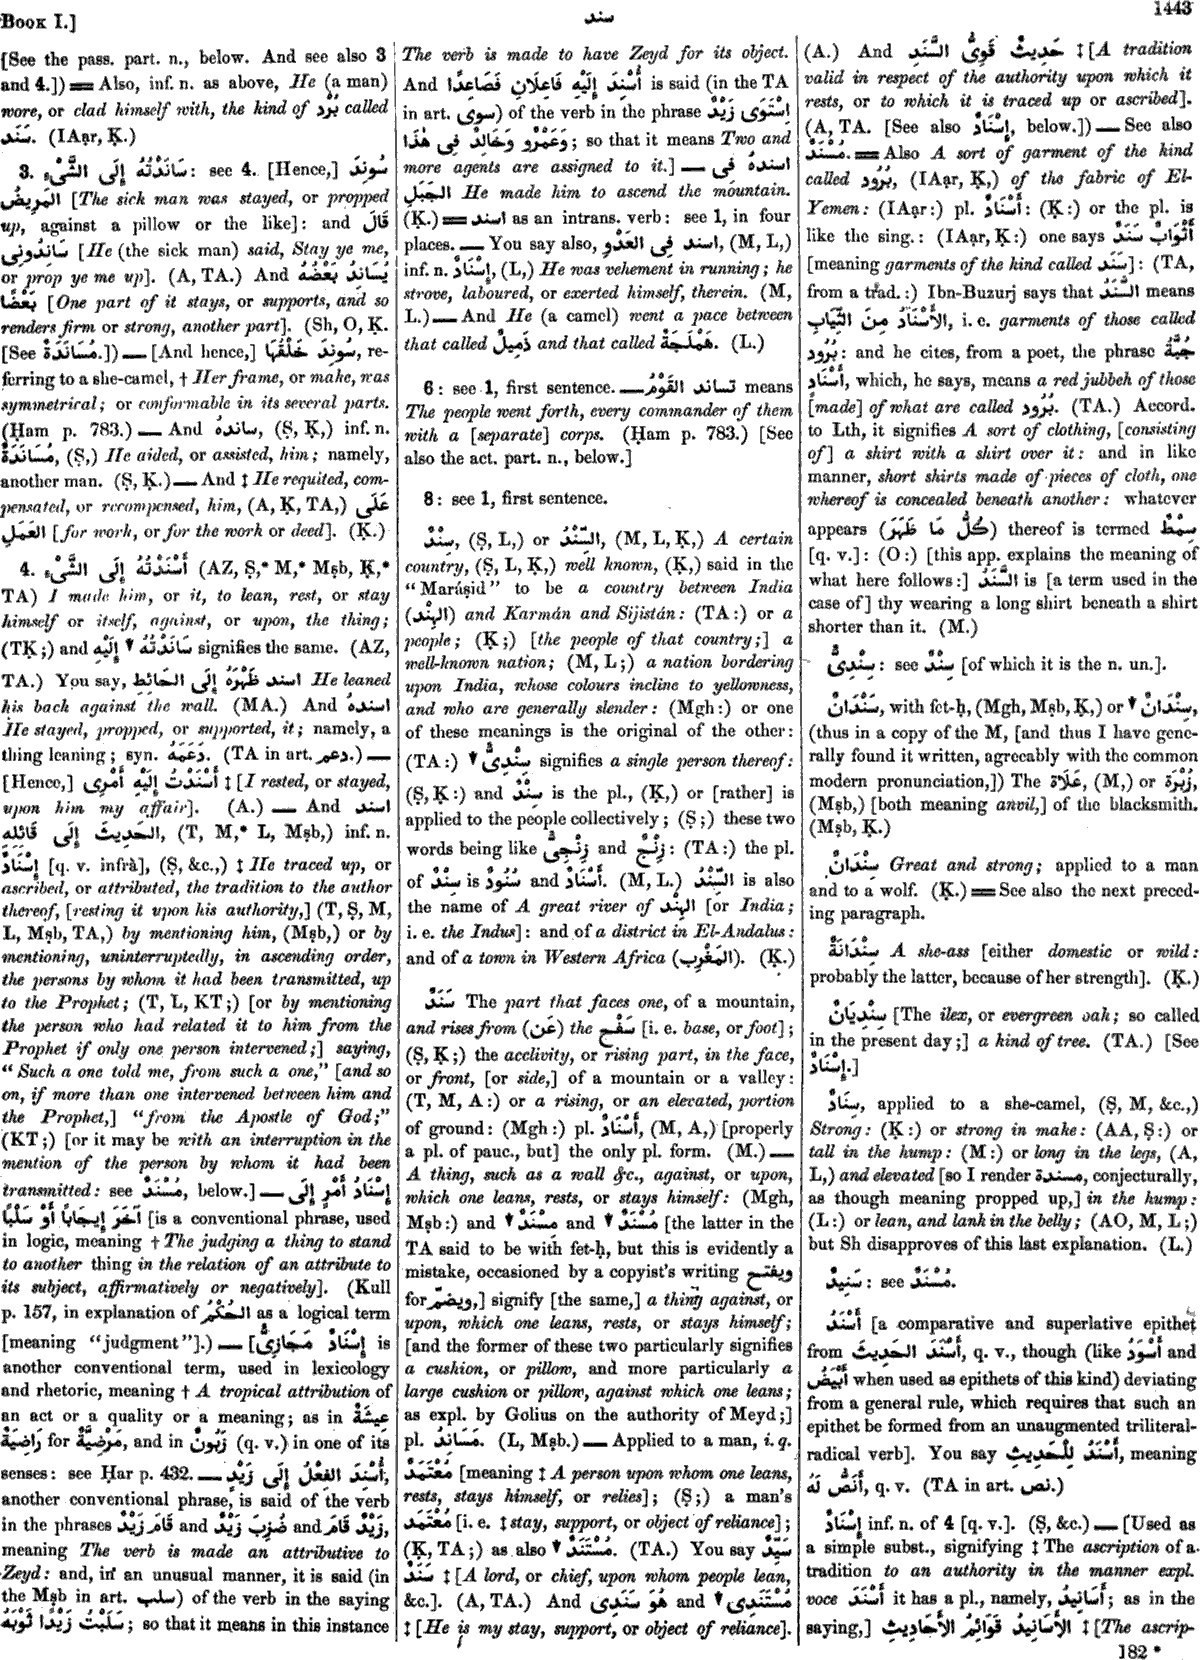 Book I.]
سند
1443
[See the pass. part. n., below. And see also 3
and 4.]) ═ Also, inf. n. as above, He (a man)
wore, or clad himself with, the kind of بُرْد called
سَنَد. (IAạr, Ḳ.)
3. سَانَدْتُهُ إِلَى الشَّىْءِ: see 4. [Hence,] سُونِدَ
المَرِيضُ [The sick man was stayed, or propped
up, against a pillow or the like]: and قَالَ
سَانِدُونِى [He (the sick man) said, Stay ye me,
or prop ye me up]. (A, TA.) And يُسَانِدُ بَعْضُهُ
بَعْضًا [One part of it stays, or supports, and so
renders firm or strong, another part]. (Sh, O, Ḳ.
[See مُسَانَدَةٌ.]) — [And hence,] سُونِدَ خَلْقُهَا, re-
ferring to a she-camel, † Her frame, or make, was
symmetrical; or conformable in its several parts.
(Ḥam p. 783.) — And ساندهُ, (Ṣ, Ḳ,) inf. n.
مُسَانَدَةٌ, (Ṣ,) He aided, or assisted, him; namely,
another man. (Ṣ, Ḳ.) — And ‡ He requited, com-
pensated, or recompensed, him, (A, Ḳ, TA,) عَلَى
العَمَلِ [for work, or for the work or deed]. (Ḳ.)
4. أَسْنَدْتُهُ إِلَى الشَّىْءِ (AZ, Ṣ,* M,* Mṣb, Ḳ,*
TA) I made him, or it, to lean, rest, or stay
himself or itself, against, or upon, the thing;
(TḲ;) and سَانَدْتُهُ ▾ إِلَيْهِ signifies the same. (AZ,
TA.) You say, اسند ظَهْرَهُ إِلَى الحَائِطِ He leaned
his back against the wall. (MA.) And اسندهُ
He stayed, propped, or supported, it; namely, a
thing leaning; syn. دَعَمَهُ. (TA in art. دعم.) —
[Hence,] أَسْنَدْتُ إِلَيْهِ أَمْرِى ‡ [I rested, or stayed,
upon him my affair]. (A.) — And اسند
الحَدِيثَ إِلَى قَائِلِهِ, (T, M,* L, Mṣb,) inf. n.
إِسْنَادٌ [q. v. infrà], (Ṣ, &c.,) ‡ He traced up, or
ascribed, or attributed, the tradition to the author
thereof, [resting it upon his authority,] (T, Ṣ, M,
L, Mṣb, TA,) by mentioning him, (Mṣb,) or by
mentioning, uninterruptedly, in ascending order,
the persons by whom it had been transmitted, up
to the Prophet; (T, L, KT;) [or by mentioning
the person who had related it to him from the
Prophet if only one person intervened;] saying,
“Such a one told me, from such a one,” [and so
on, if more than one intervened between him and
the Prophet,] “from the Apostle of God;”
(KT;) [or it may be with an interruption in the
mention of the person by whom it had been
transmitted: see مُسْنَدٌ, below.] — إِسْنَادُ أَمْرٍ إِلَى
آخَرَ إِيجَابًا أَوْ سَلْبًا [is a conventional phrase, used
in logic, meaning † The judging a thing to stand
to another thing in the relation of an attribute to
its subject, affirmatively or negatively]. (Kull
p. 157, in explanation of الحُكْمُ as a logical term
[meaning “judgment”].) — [إِسْنَادٌ مَجَازِىٌّ is
another conventional term, used in lexicology
and rhetoric, meaning † A tropical attribution of
an act or a quality or a meaning; as in عِيشَةٌ
رَاضِيَةٌ for مَرْضِيَّةٌ, and in زَبُونٌ (q. v.) in one of its
senses: see Ḥar p. 432. — أُسْنِدَ الفِعْلُ إِلَى زَيْدٍ,
another conventional phrase, is said of the verb
in the phrases قَامَ زَيْدٌ and ضُرِبَ زَيْدٌ and زَيْدٌ قَامَ,
meaning The verb is made an attributive to
Zeyd: and, in an unusual manner, it is said (in
the Mṣb in art. سلب) of the verb in the saying
سَلَبْتُ زَيْدًا ثَوْبَهُ; so that it means in this instance
The verb is made to have Zeyd for its object.
And أُسْنِدَ إِلَيْهِ فَاعِلَانِ فَصَاعِدًا is said (in the TA
in art. سوى) of the verb in the phrase اِسْتَوَى زَيْدٌ
وَعَمْرٌو وَخَالِدٌ فِى هٰذَا; so that it means Two and
more agents are assigned to it.] — اسندهُ فِى
الجَبَلِ He made him to ascend the mountain.
(Ḳ.) ═ اسند as an intrans. verb: see 1, in four
places. — You say also, اسند فِى العَدْوِ, (M, L,)
inf. n. إِسْنَادٌ, (L,) He was vehement in running; he
strove, laboured, or exerted himself, therein. (M,
L.) — And He (a camel) went a pace between
that called ذَمِيلٌ and that called هَمْلَجَةٌ. (L.)
6: see 1, first sentence. — تساند القَوْمُ means
The people went forth, every commander of them
with a [separate] corps. (Ḥam p. 783.) [See
also the act. part. n., below.]
8: see 1, first sentence.
سِنْدٌ, (Ṣ, L,) or السِّنْدُ, (M, L, Ḳ,) A certain
country, (Ṣ, L, Ḳ,) well known, (Ḳ,) said in the
“Maráṣid” to be a country between India
(الهِنْد) and Karmán and Sijistán: (TA:) or a
people; (Ḳ;) [the people of that country;] a
well-known nation; (M, L;) a nation bordering
upon India, whose colours incline to yellowness,
and who are generally slender: (Mgh:) or one
of these meanings is the original of the other:
(TA:) ▾ سِنْدِىٌّ signifies a single person thereof:
(Ṣ, Ḳ:) and سِنْدٌ is the pl., (Ḳ,) or [rather] is
applied to the people collectively; (Ṣ;) these two
words being like زِنْجِىٌّ and زِنْجٌ: (TA:) the pl.
of سِنْدٌ is سُنُودٌ and أَسْنَادٌ. (M, L.) السِّنْدُ is also
the name of A great river of الهِنْد [or India;
i. e. the Indus]: and of a district in El-Andalus:
and of a town in Western Africa (المَغْرِب). (Ḳ.)
سَنَدٌ The part that faces one, of a mountain,
and rises from (عَن) the سَفْح [i. e. base, or foot];
(Ṣ, Ḳ;) the acclivity, or rising part, in the face,
or front, [or side,] of a mountain or a valley:
(T, M, A:) or a rising, or an elevated, portion
of ground: (Mgh:) pl. أَسْنَادٌ, (M, A,) [properly
a pl. of pauc., but] the only pl. form. (M.) —
A thing, such as a wall &c., against, or upon,
which one leans, rests, or stays himself: (Mgh,
Mṣb:) and ▾ مِسْنَدٌ and ▾ مُسْنَدٌ [the latter in the
TA said to be with fet-ḥ, but this is evidently a
mistake, occasioned by a copyist's writing ويفتح
for ويضمّ,] signify [the same,] a thing against, or
upon, which one leans, rests, or stays himself;
[and the former of these two particularly signifies
a cushion, or pillow, and more particularly a
large cushion or pillow, against which one leans;
as expl. by Golius on the authority of Meyd;]
pl. مَسَانِدُ. (L, Mṣb.) — Applied to a man, i. q.
مُعْتَمَدٌ [meaning ‡ A person upon whom one leans,
rests, stays himself, or relies]; (Ṣ;) a man's
مُعْتَمَد [i. e. ‡ stay, support, or object of reliance];
(Ḳ, TA;) as also ▾ مُسْتَنَدٌ. (TA.) You say سَيِّدٌ
سَنَدٌ ‡ [A lord, or chief, upon whom people lean,
&c.]. (A, TA.) And هُوَ سَنَدِى and ▾ مُسْتَنَدِى
‡ [He is my stay, support, or object of reliance].
(A.) And حَدِيثٌ قَوِىُّ السَّنَدِ ‡ [A tradition
valid in respect of the authority upon which it
rests, or to which it is traced up or ascribed].
(A, TA. [See also إِسْنَادٌ, below.]) — See also
مُسْنَدٌ. ═ Also A sort of garment of the kind
called بُرُود, (IAạr, Ḳ,) of the fabric of El-
Yemen: (IAạr:) pl. أَسْنَادٌ: (Ḳ:) or the pl. is
like the sing.: (IAạr, Ḳ:) one says أَثْوَابٌ سَنَدٌ
[meaning garments of the kind called سَنَد]: (TA,
from a trad.:) Ibn-Buzurj says that السَّنَدُ means
الأَسْنَادُ مِنَ الثِّيَابِ, i. e. garments of those called
بُرُود: and he cites, from a poet, the phrase جُبَّةُ
أَسْنَادٍ, which, he says, means a red jubbeh of those
[made] of what are called بُرُود. (TA.) Accord.
to Lth, it signifies A sort of clothing, [consisting
of] a shirt with a shirt over it: and in like
manner, short shirts made of pieces of cloth, one
whereof is concealed beneath another: whatever
appears (كُلُّ مَا ظَهَرَ) thereof is termed سِمْطٌ
[q. v.]: (O:) [this app. explains the meaning of
what here follows:] السَّنَدُ is [a term used in the
case of] thy wearing a long shirt beneath a shirt
shorter than it. (M.)
سِنْدِىٌّ: see سِنْدٌ [of which it is the n. un.].
سَنْدَانٌ, with fet-ḥ, (Mgh, Mṣb, Ḳ,) or ▾ سِنْدَانٌ,
(thus in a copy of the M, [and thus I have gene-
rally found it written, agreeably with the common
modern pronunciation,]) The عَلَاة, (M,) or زُبْرَة,
(Mṣb,) [both meaning anvil,] of the blacksmith.
(Mṣb, Ḳ.)
سِنْدَانٌ Great and strong; applied to a man
and to a wolf. (Ḳ.) ═ See also the next preced-
ing paragraph.
سِنْدَانَةٌ A she-ass [either domestic or wild:
probably the latter, because of her strength]. (Ḳ.)
سِنْدِيَانٌ [The ilex, or evergreen oak; so called
in the present day;] a kind of tree. (TA.) [See
إِسْنَادٌ.]
سِنَادٌ, applied to a she-camel, (Ṣ, M, &c.,)
Strong: (Ḳ:) or strong in make: (AA, Ṣ:) or
tall in the hump: (M:) or long in the legs, (A,
L,) and elevated [so I render مسندة, conjecturally,
as though meaning propped up,] in the hump:
(L:) or lean, and lank in the belly; (AO, M, L;)
but Sh disapproves of this last explanation. (L.)
سَنِيدٌ: see مُسْنَدٌ.
أَسْنَدُ [a comparative and superlative epithet
from أَسْنَدَ الحَدِيثَ, q. v., though (like أَسْوَدُ and
أَبْيَضُ when used as epithets of this kind) deviating
from a general rule, which requires that such an
epithet be formed from an unaugmented triliteral-
radical verb]. You say أَسْنَدُ لِلْحَدِيثِ, meaning
أَنَصُّ لَهُ, q. v. (TA in art. نص.)
إِسْنَادٌ inf. n. of 4 [q. v.]. (Ṣ, &c.) — [Used as
a simple subst., signifying ‡ The ascription of a
tradition to an authority in the manner expl.
voce أَسْنَدَ it has a pl., namely, أَسَانِيدُ; as in the
saying,] الأَسَانِيدُ قَوَائِمُ الأَحَادِيثِ ‡ [The ascrip-
182 *